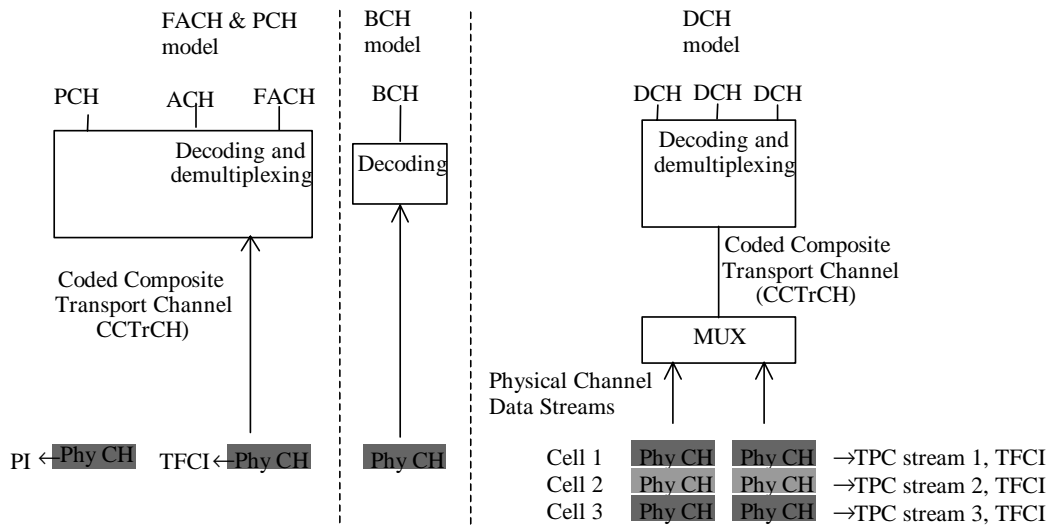 FACH & PCH
model
PCH
ACH
FACH
Decoding and
demultiplexing
Coded Composite
Transport Channel
CCTrCH)
PI
Phy CH
TFCI
Phy CH
BCH
model
BCH
Decoding
Phy CH
DCH
model
DCH
DCH
DCH
Decoding and
demultiplexing
Coded Composite
Transport Channel
(CCTrCH)
MUX
Physical Channel
Data Streams
Cell 1 Phy CH Phy CH →TPC stream 1, TFCI
Cell 2 Phy CH Phy CH →TPC stream 2, TFCI
Cell 3 Phy CH Phy CH →TPC stream 3, TFCI